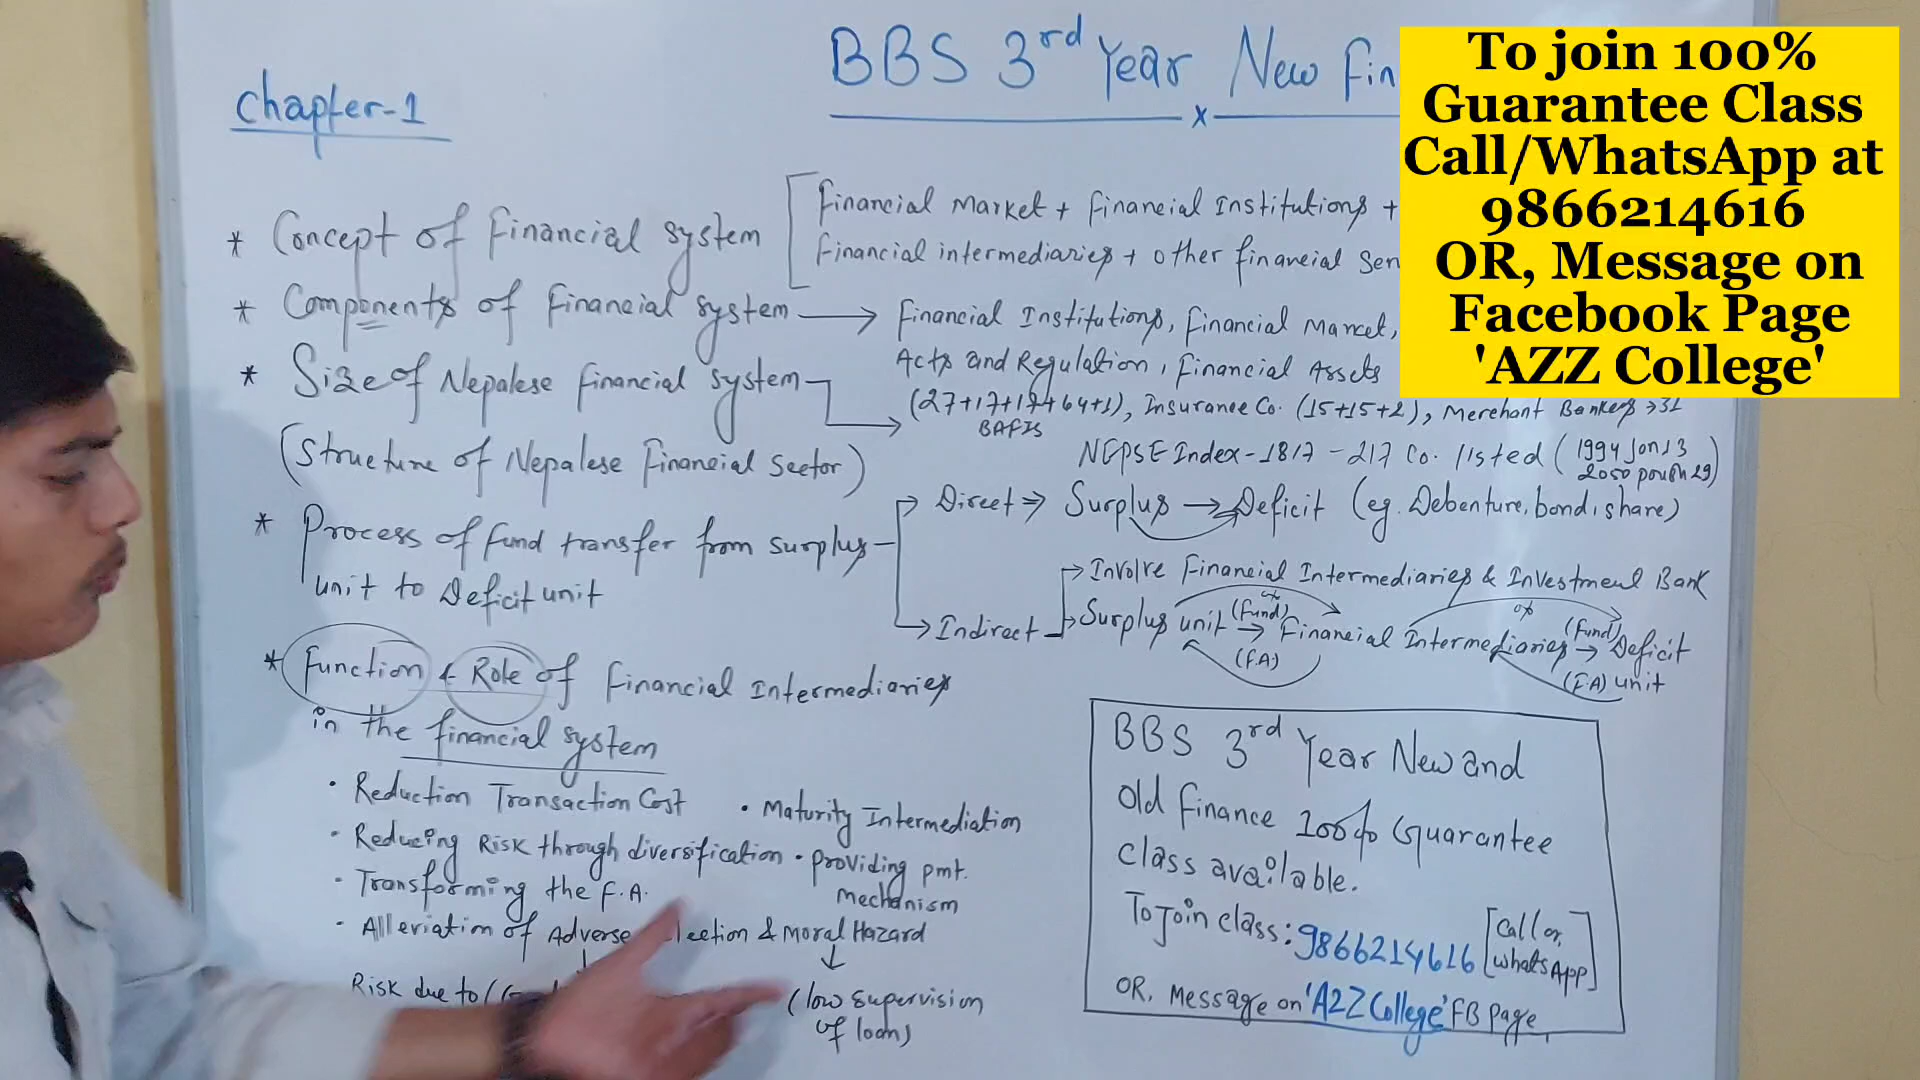 BBS 3rd Year New Fin
Chapter-1
To join 100%
Guarantee Class
Call/WhatsApp at
9866214616
OR, Message on
Facebook Page
'AZZ College'
* Concept of Financial system [Financial Market + Financial Institutions +
Financial intermediaries + other financial Ser
* Components of Financial system → Financial Institutions, Financial Market,
Acts and Regulation, Financial Assets
* Size of Nepalese financial system → (27+17+17+64+1), Insurance Co. (15+15+2), Merchant Bankers → 31
BAFIS
(Structure of Nepalese Financial Sector)
NEPSE Index - 1817 - 217 Co. listed (1994 Jan 13
2050 poush 29)
* Process of fund transfer from surplus
unit to Deficit unit
→ Direct ⇒ Surplus → Deficit (eg. Debenture, bond, share)
→ Indirect → Involve Financial Intermediaries & Investment Bank
→ Surplus unit (Fund) → Financial Intermediaries (fund) → Deficit
(F.A) (F.A) unit
* Function & Role of Financial Intermediaries
in the financial system
• Reduction Transaction Cost
• Reducing Risk through diversification
• Transforming the F.A.
• Alleviation of Adverse & Moral Hazard
Risk due to
↓
(low supervision
of loan)
• Maturity Intermediation
• providing pmt.
mechanism
BBS 3rd Year New and
Old finance 100% Guarantee
class available.
To Join class: 9866214616 [Call or,
whatsApp]
OR, Message on 'A2Z College' FB page